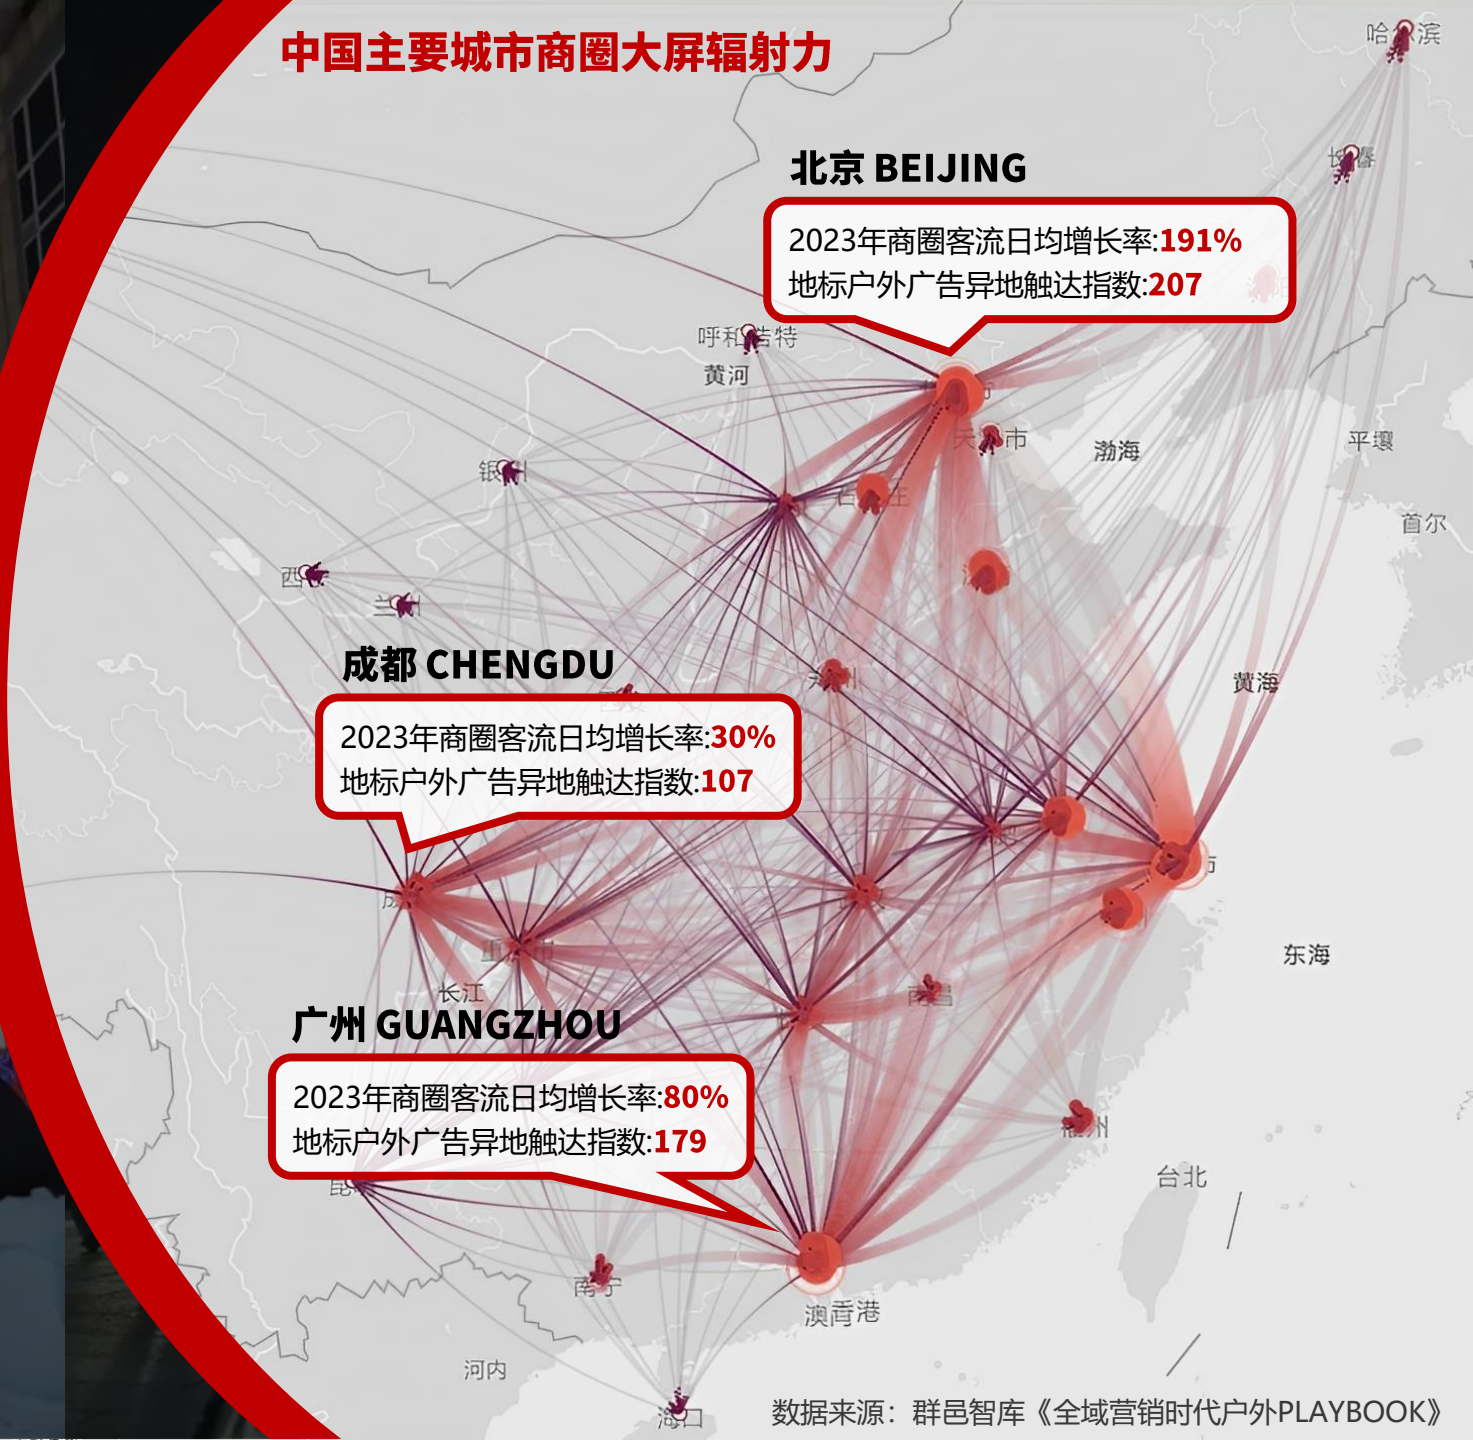 中国主要城市商圈大屏辐射力
北京 BEIJING
2023年商圈客流日均增长率:191%
地标户外广告异地触达指数:207
呼和浩特
黄河
渤海
平壤
首尔
黄海
成都 CHENGDU
2023年商圈客流日均增长率:30%
地标户外广告异地触达指数:107
东海
长江
南昌
广州 GUANGZHOU
2023年商圈客流日均增长率:80%
地标户外广告异地触达指数:179
福州
台北
南宁
澳香港
河内
海口
数据来源：群邑智库《全域营销时代户外PLAYBOOK》